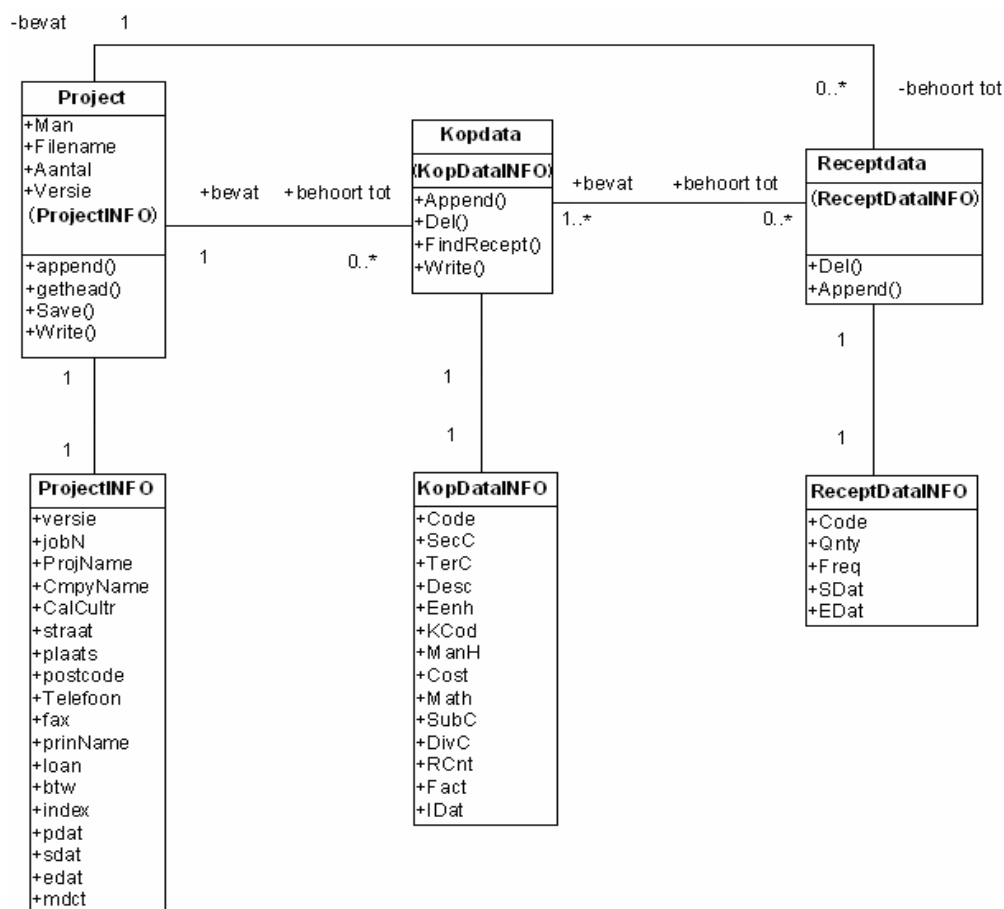 -bevat 1
0..* -behoort tot
Project
+Man
+Filename
+Aantal
+Versie
(ProjectINFO)
+append()
+gethead()
+Save()
+Write()
+bevat +behoort tot
1 0..*
Kopdata
(KopDataINFO)
+Append()
+Del()
+FindRecept()
+Write()
+bevat +behoort tot
1..* 0..*
Receptdata
(ReceptDataINFO)
+Del()
+Append()
1
1
1
1
1
1
ProjectINFO
+versie
+jobN
+ProjName
+CmpyName
+CalCultr
+straat
+plaats
+postcode
+Telefoon
+fax
+prinName
+loan
+btw
+index
+pdat
+sdat
+edat
+mdct
KopDataINFO
+Code
+SecC
+TerC
+Desc
+Eenh
+KCod
+ManH
+Cost
+Math
+SubC
+DivC
+RCnt
+Fact
+IDat
ReceptDataINFO
+Code
+Qnty
+Freq
+SDat
+EDat